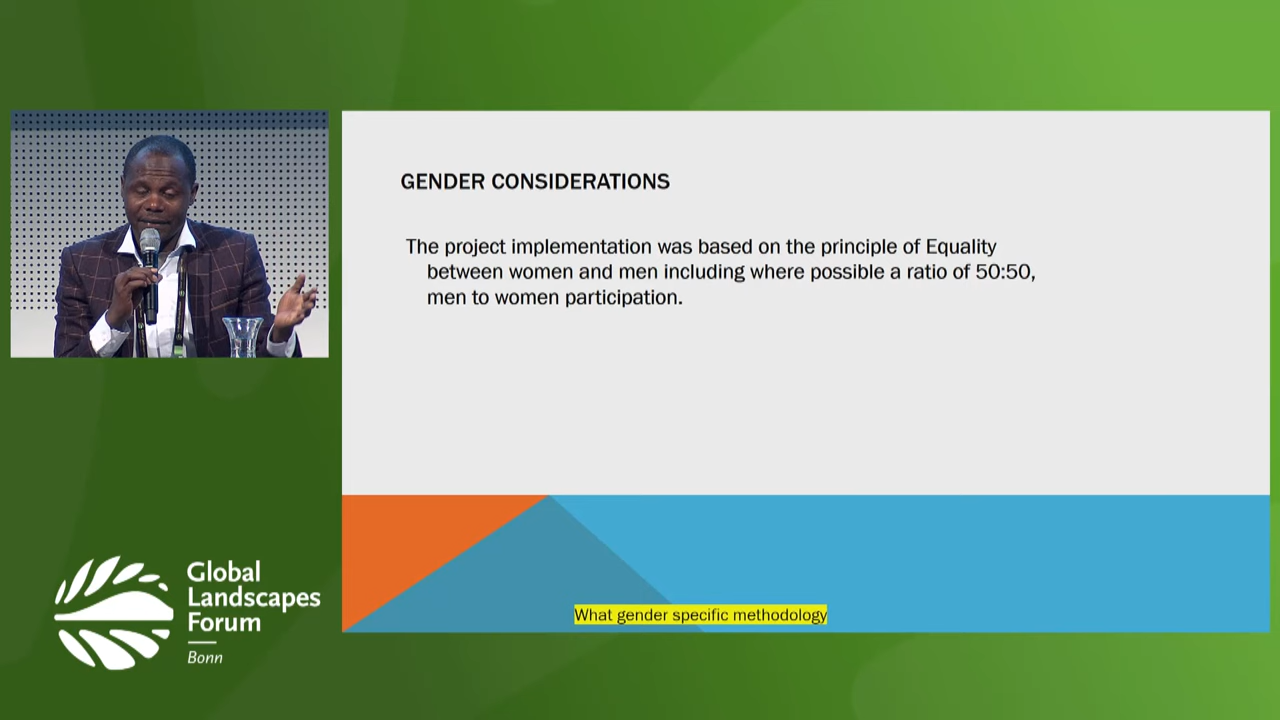 GENDER CONSIDERATIONS
The project implementation was based on the principle of Equality
between women and men including where possible a ratio of 50:50,
men to women participation.
What gender specific methodology
Global
Landscapes
Forum
Bonn